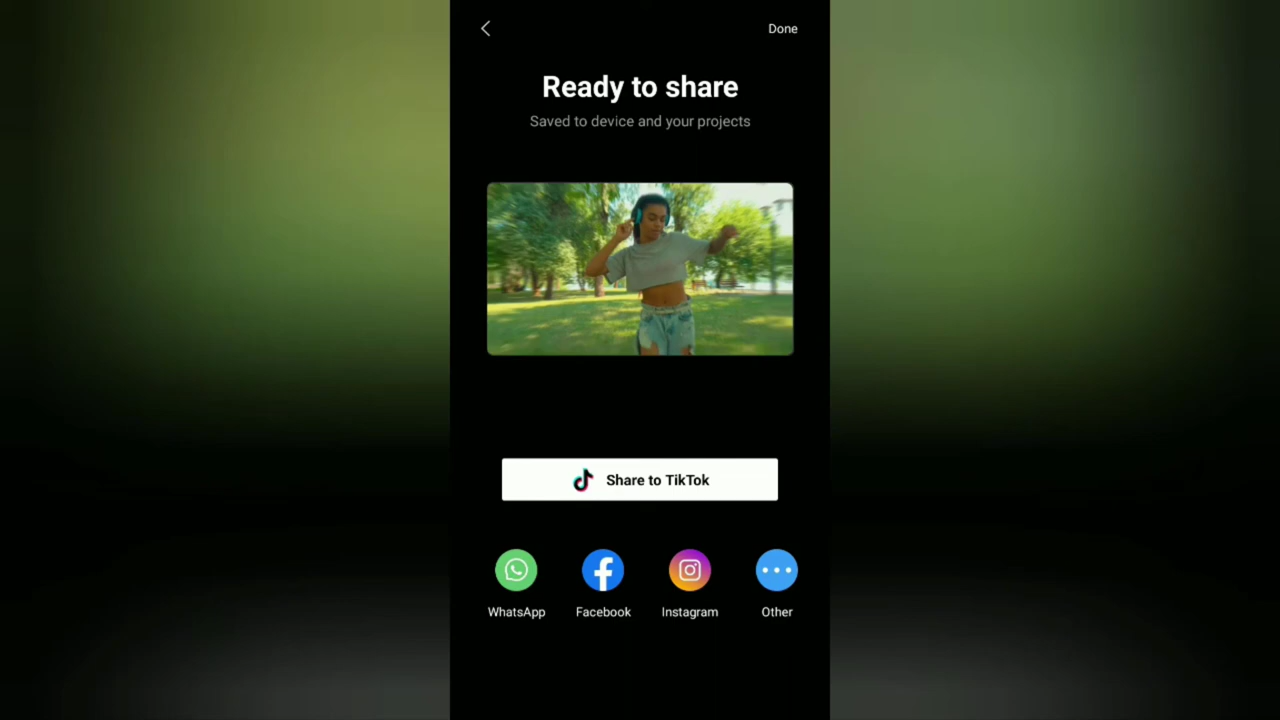 Done
Ready to share
Saved to device and your projects
Share to TikTok
WhatsApp
Facebook
Instagram
Other